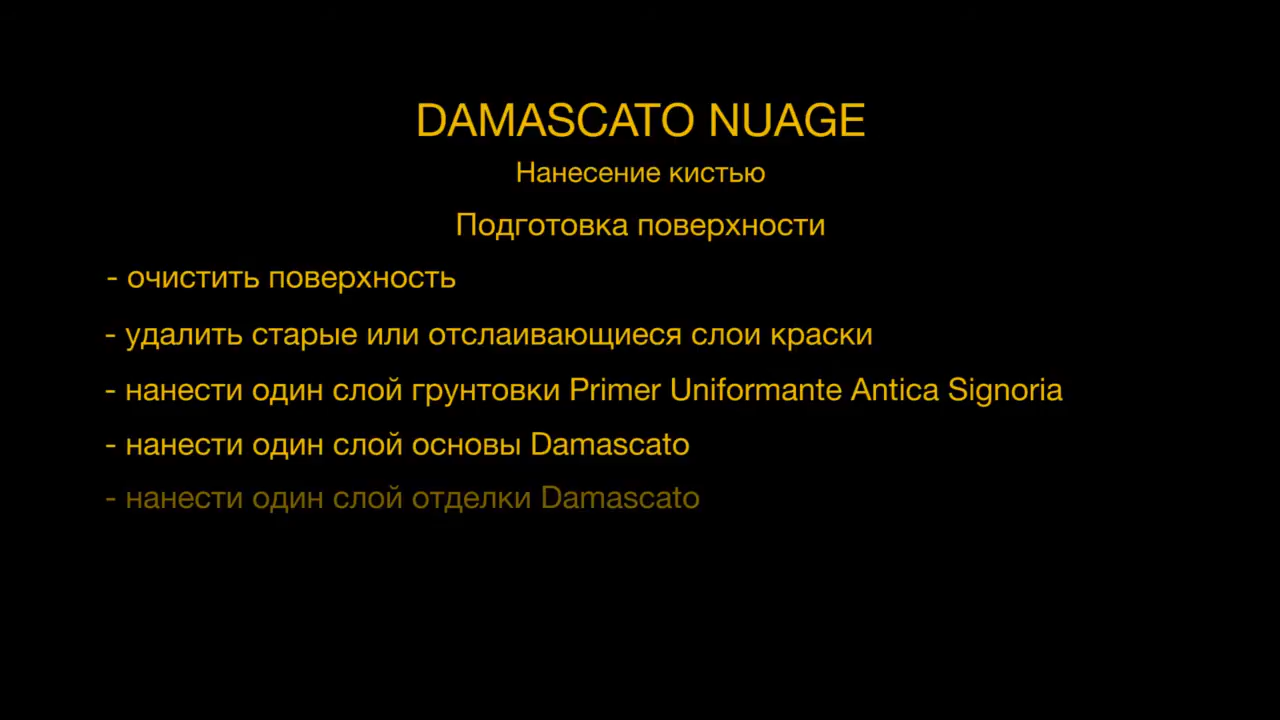 DAMASCATO NUAGE
Нанесение кистью
Подготовка поверхности
- очистить поверхность
- удалить старые или отслаивающиеся слои краски
- нанести один слой грунтовки Primer Uniformante Antica Signoria
- нанести один слой основы Damascato
- нанести один слой отделки Damascato